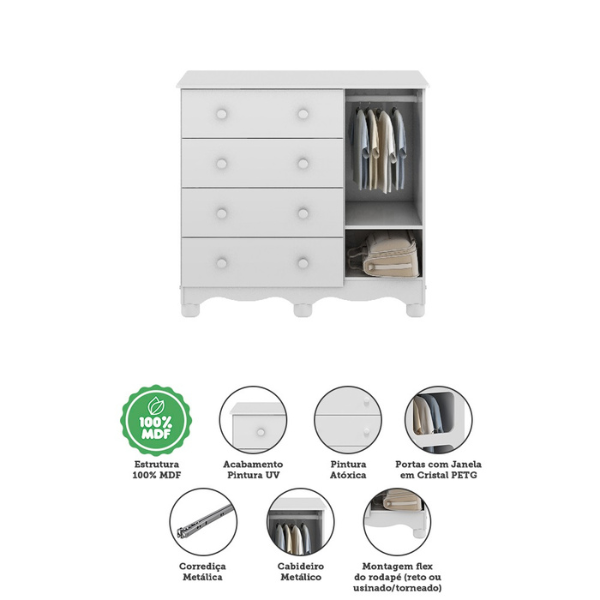 100%
MDF
Estrutura
100% MDF
Acabamento
Pintura UV
Pintura
Atóxica
Portas com Janela
em Cristal PETG
Corrediça
Metálica
Cabideiro
Metálico
Montagem flex
do rodapé (reto ou
usinado/torneado)